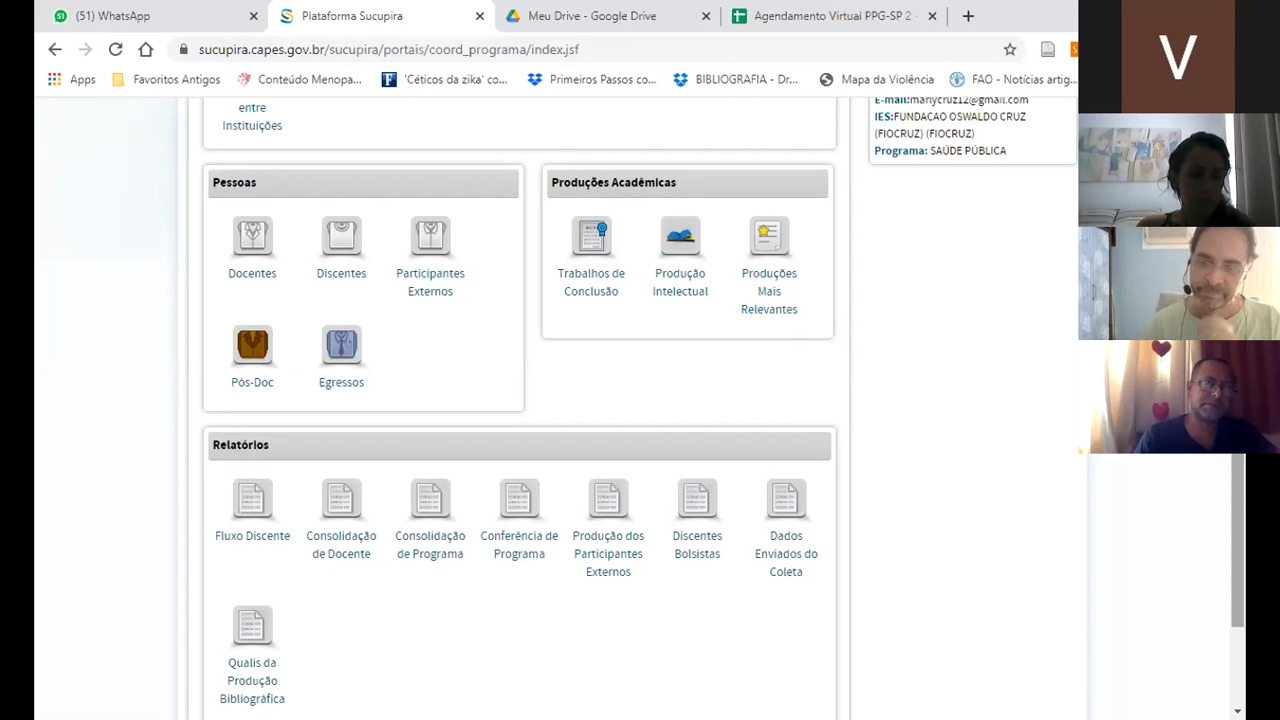 (51) WhatsApp
Plataforma Sucupira
Meu Drive - Google Drive
Agendamento Virtual PPG-SP 2 -
sucupira.capes.gov.br/sucupira/portais/coord_programa/index.jsf
Apps
Favoritos Antigos
Conteúdo Menopa...
'Céticos da zika' co...
Primeiros Passos co...
BIBLIOGRAFIA - Dr...
Mapa da Violência
FAO - Notícias artig...
V
entre
Instituições
E-mail:marlycruz12@gmail.com
IES:FUNDACAO OSWALDO CRUZ
(FIOCRUZ) (FIOCRUZ)
Programa: SAÚDE PÚBLICA
Pessoas
Docentes
Discentes
Participantes
Externos
Pós-Doc
Egressos
Produções Acadêmicas
Trabalhos de
Conclusão
Produção
Intelectual
Produções
Mais
Relevantes
Relatórios
Fluxo Discente
Consolidação
de Docente
Consolidação
de Programa
Conferência de
Programa
Produção dos
Participantes
Externos
Discentes
Bolsistas
Dados
Enviados do
Coleta
Qualis da
Produção
Bibliográfica